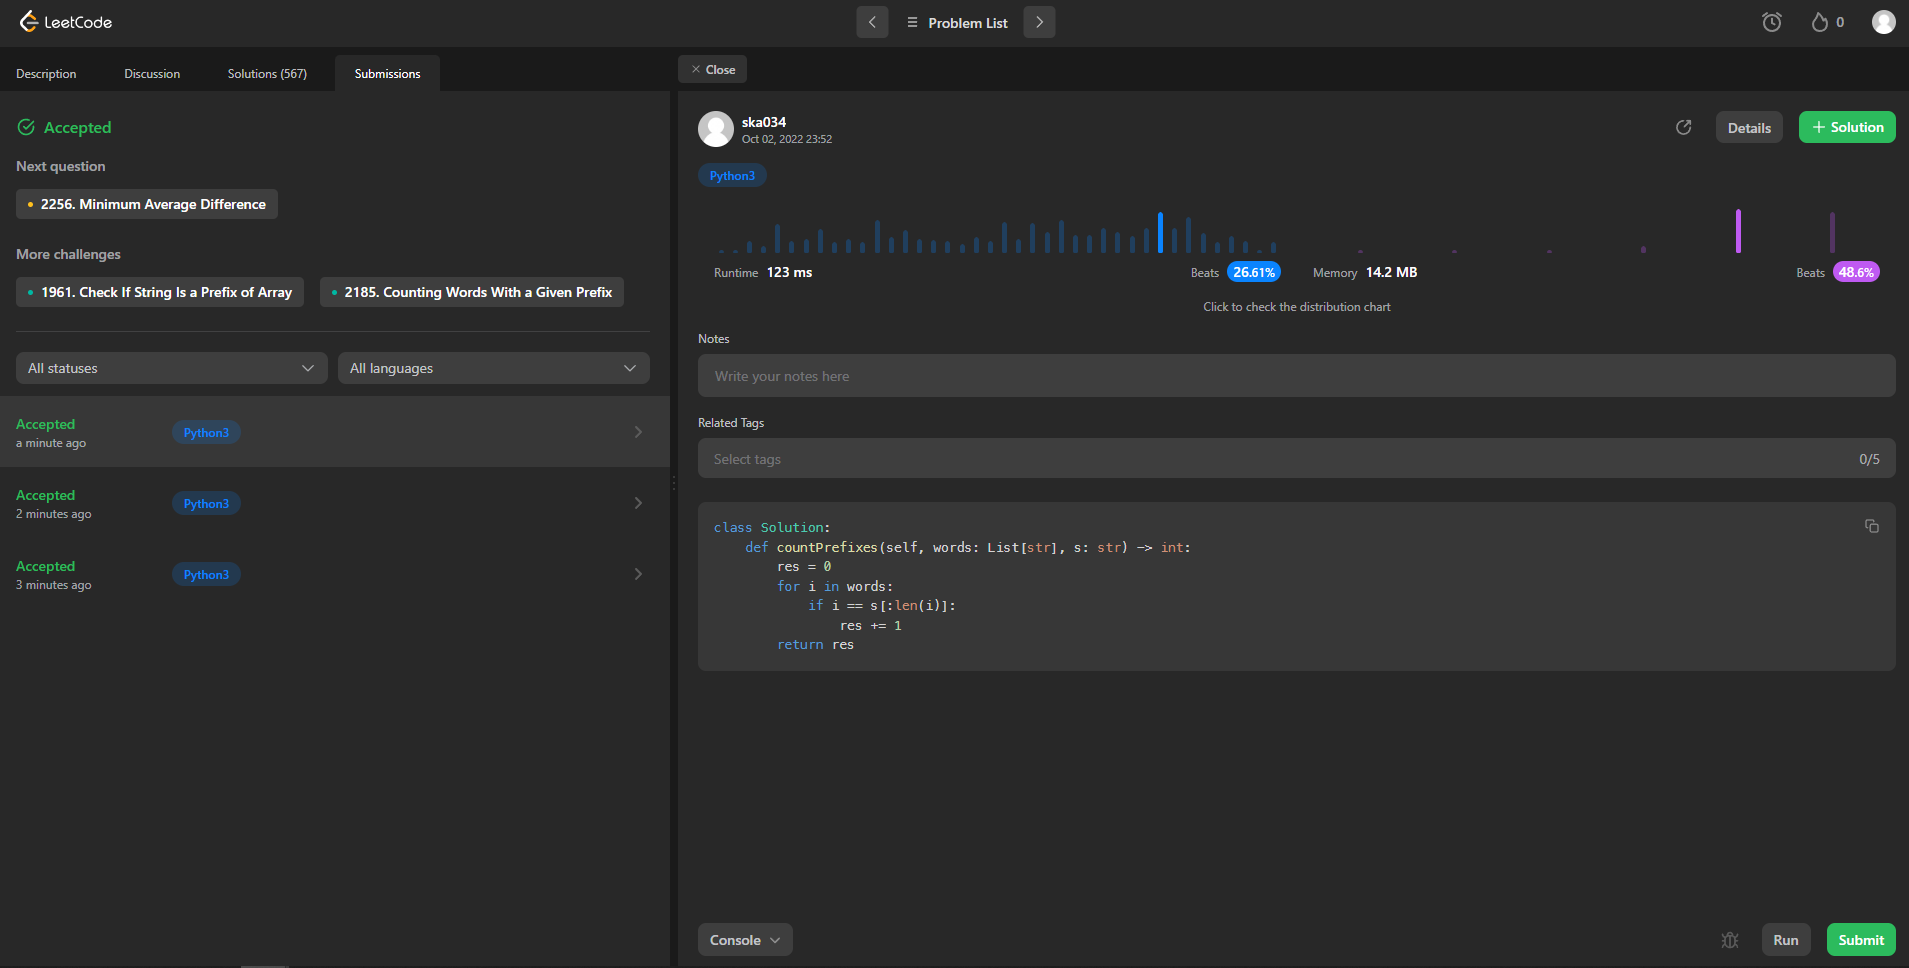 LeetCode
Problem List
0
Description
Discussion
Solutions (567)
Submissions
Close
Accepted
Next question
2256. Minimum Average Difference
More challenges
1961. Check If String Is a Prefix of Array
2185. Counting Words With a Given Prefix
All statuses
All languages
Accepted
a minute ago
Python3
Accepted
2 minutes ago
Python3
Accepted
3 minutes ago
Python3
ska034
Oct 02, 2022 23:52
Details
+ Solution
Python3
Runtime 123 ms
Beats 26.61%
Memory 14.2 MB
Beats 48.6%
Click to check the distribution chart
Notes
Write your notes here
Related Tags
Select tags
0/5
class Solution:
    def countPrefixes(self, words: List[str], s: str) -> int:
        res = 0
        for i in words:
            if i == s[:len(i)]:
                res += 1
        return res
Console
Run
Submit